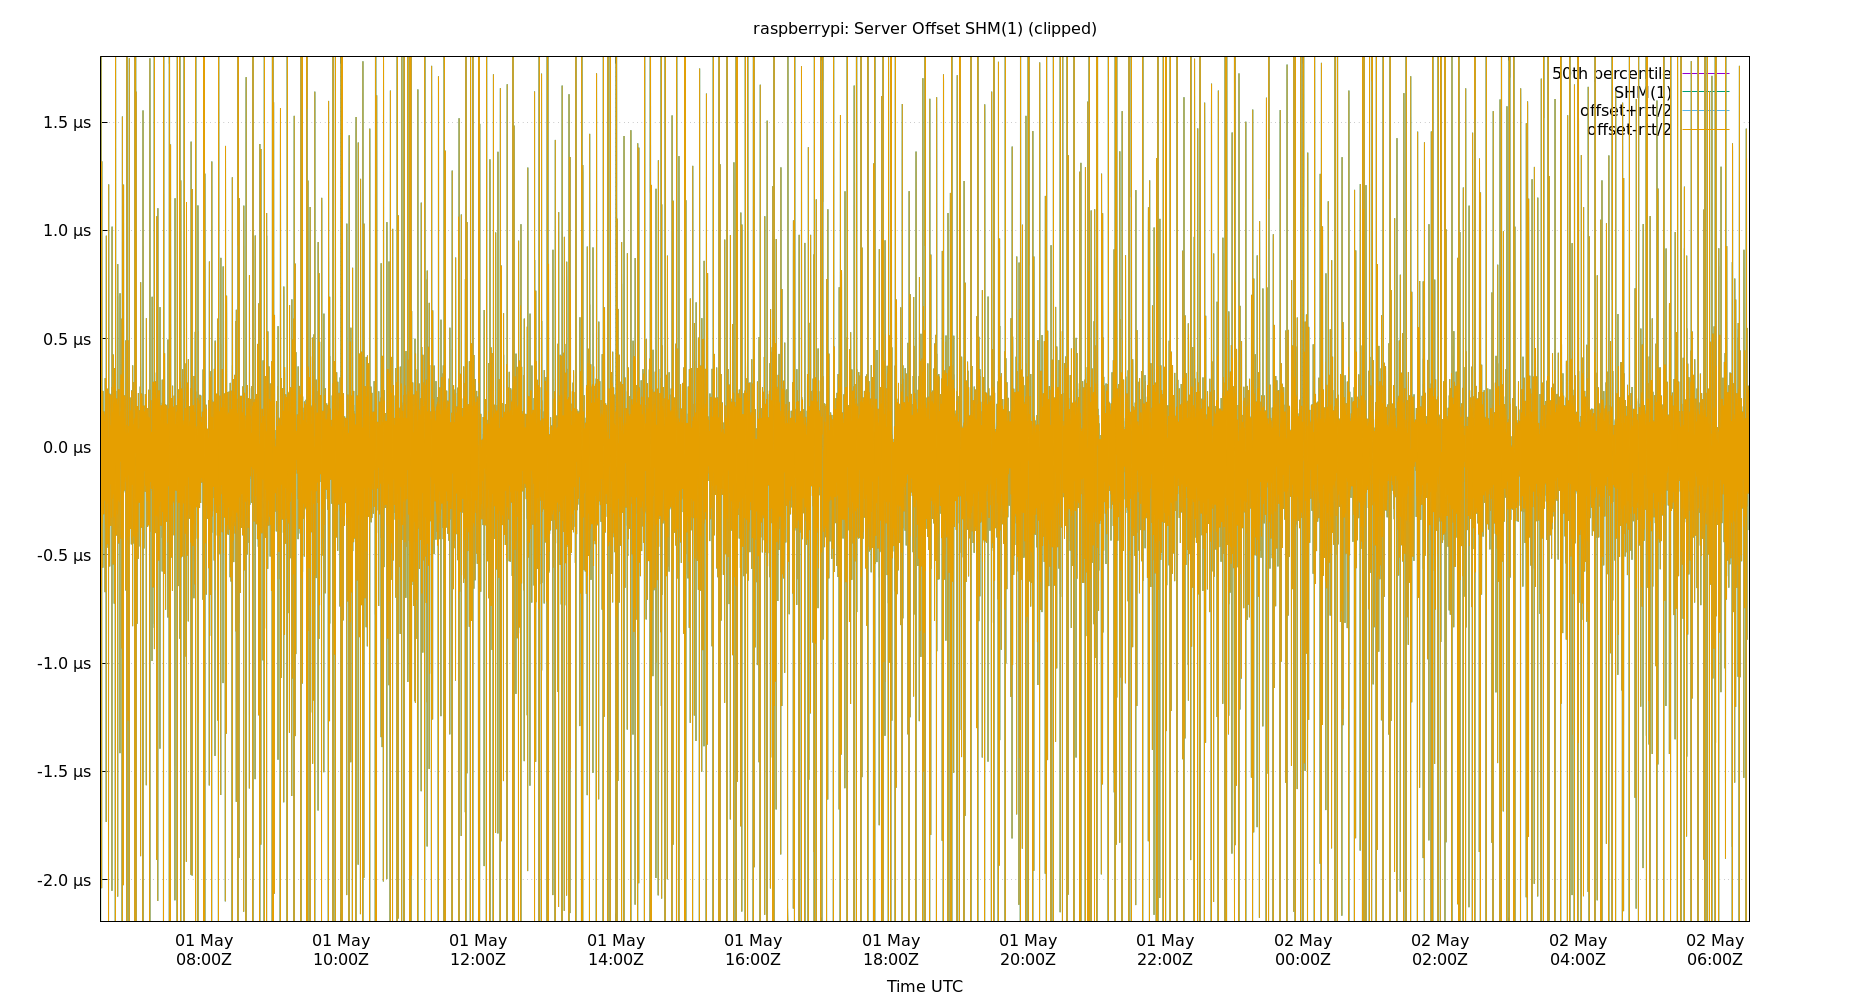 raspberrypi: Server Offset SHM(1) (clipped)
50th percentile
SHM(1)
offset+rtt/2
offset-rtt/2
1.5 µs
1.0 µs
0.5 µs
0.0 µs
-0.5 µs
-1.0 µs
-1.5 µs
-2.0 µs
01 May 01 May 01 May 01 May 01 May 01 May 01 May 01 May 02 May 02 May 02 May 02 May
08:00Z 10:00Z 12:00Z 14:00Z 16:00Z 18:00Z 20:00Z 22:00Z 00:00Z 02:00Z 04:00Z 06:00Z
Time UTC